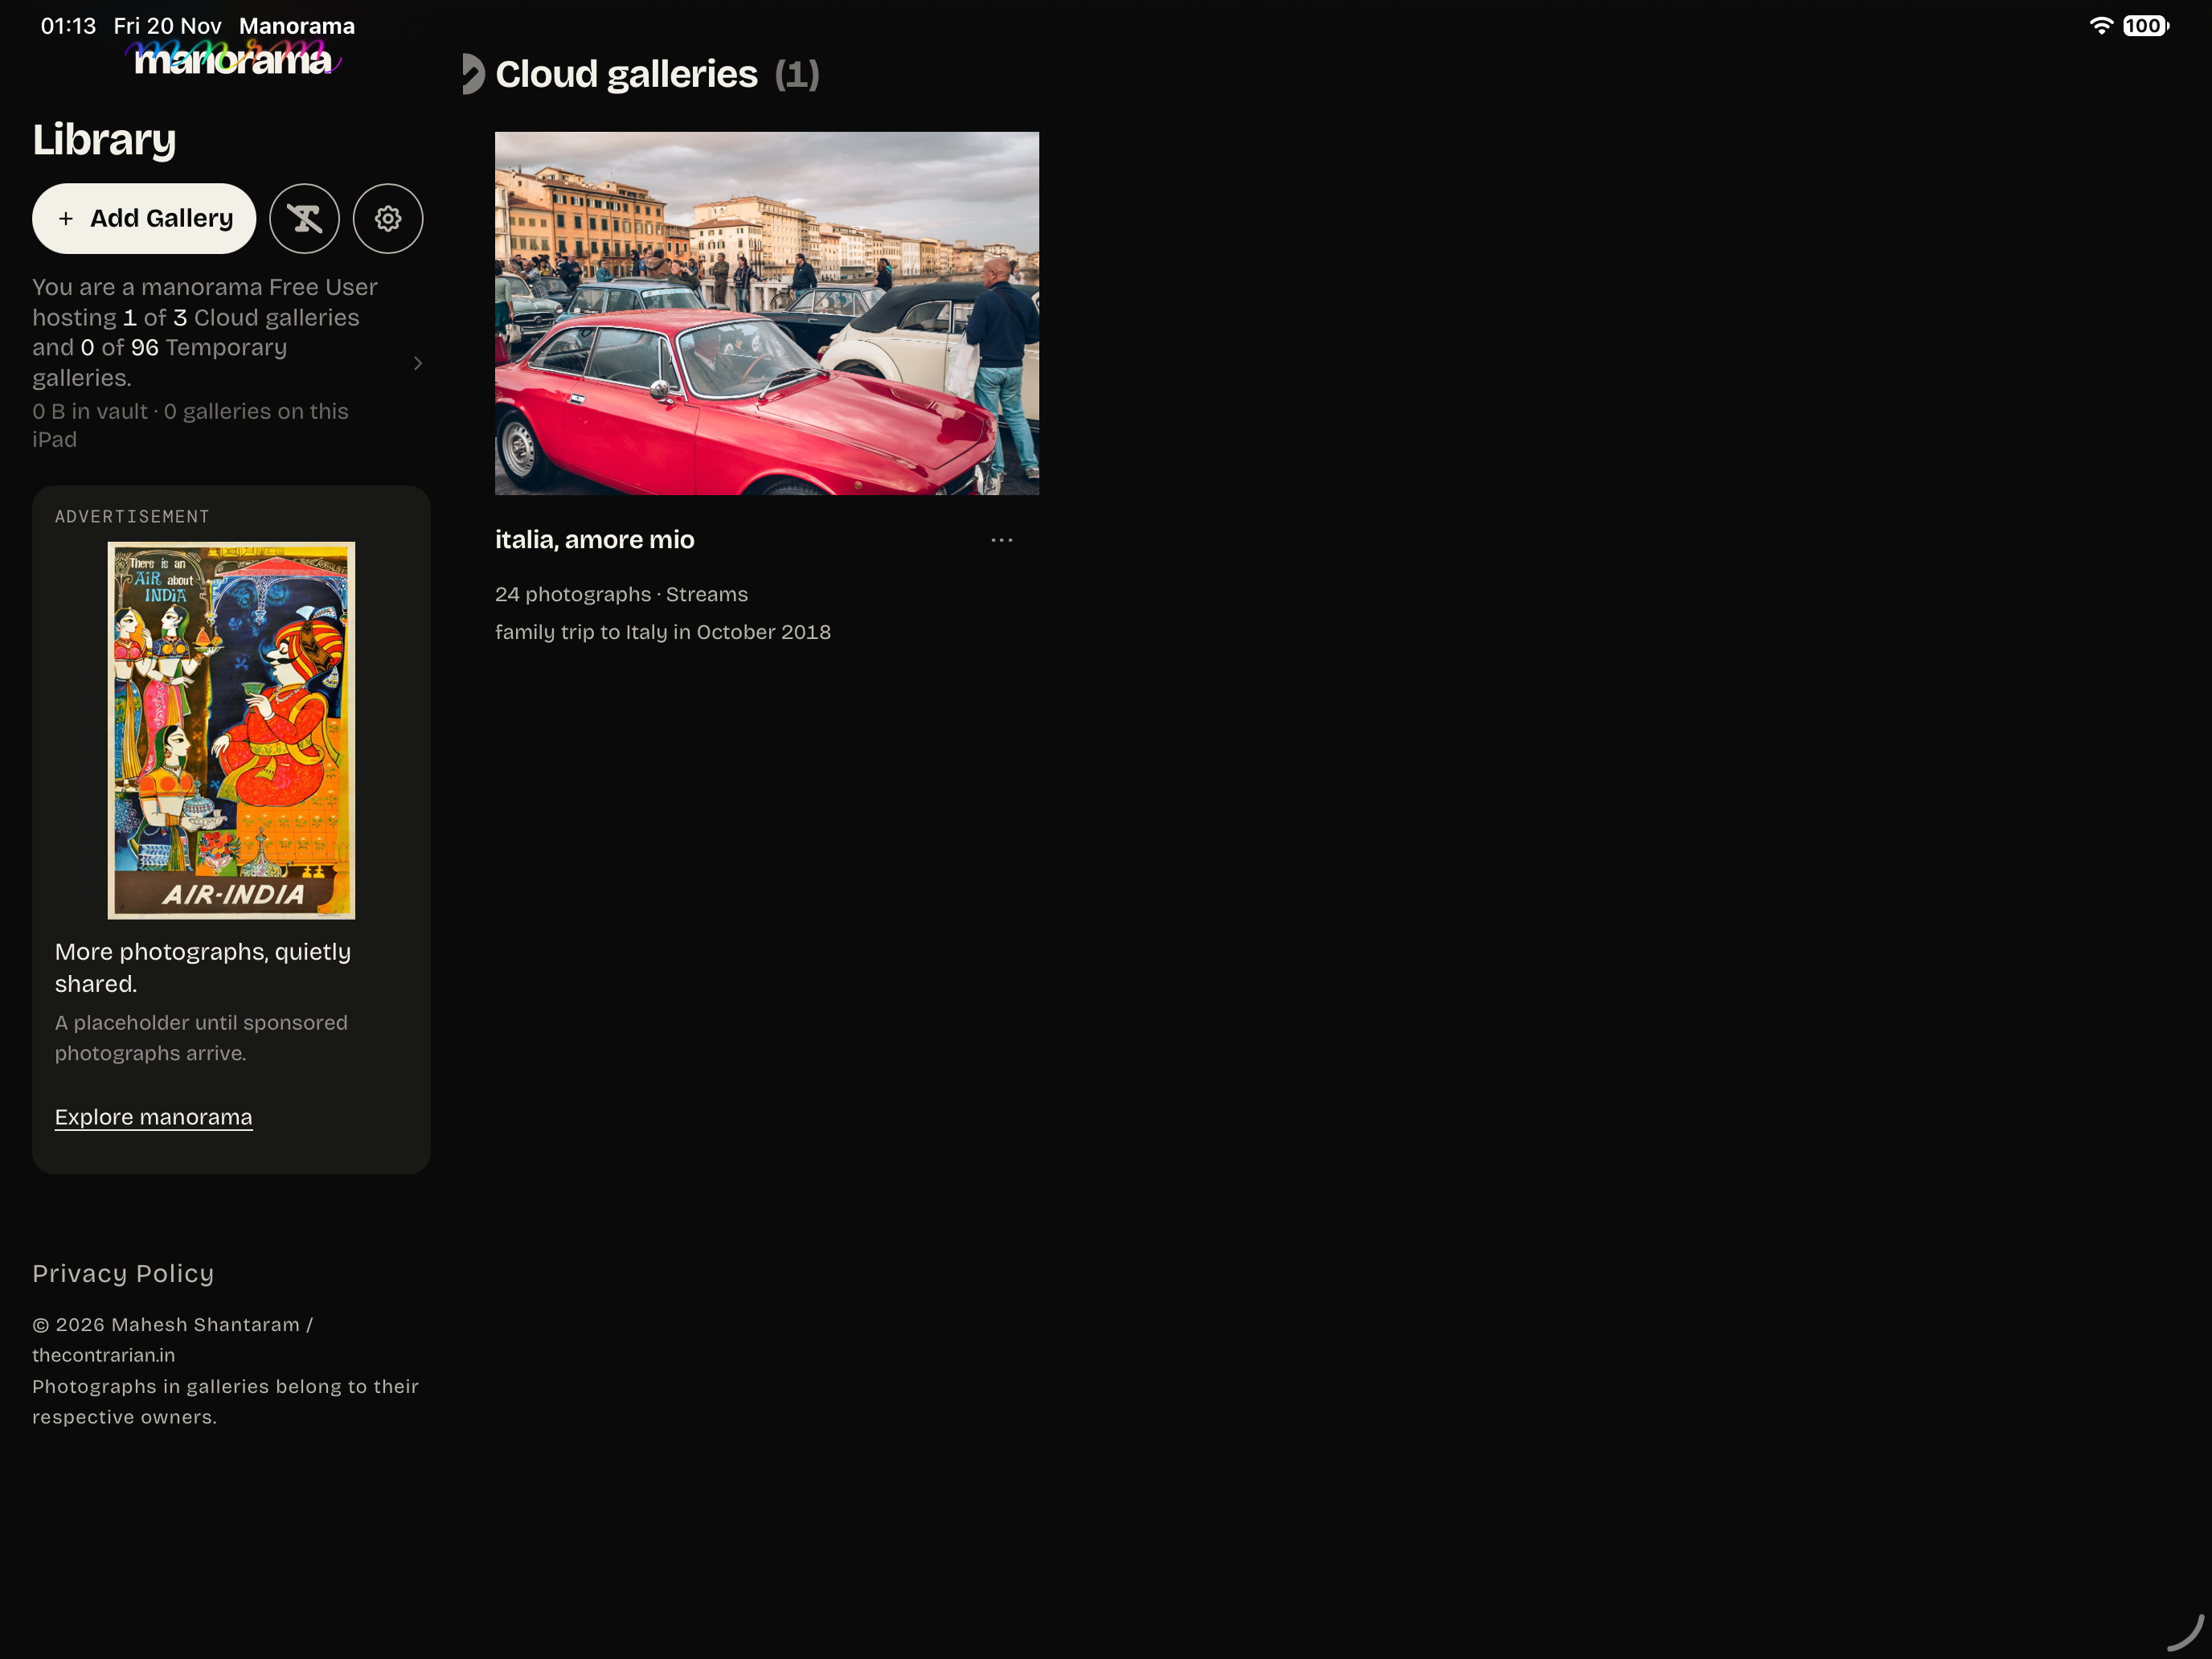 01:13 Fri 20 Nov Manorama
100
manorama
Library
+ Add Gallery
You are a manorama Free User
hosting 1 of 3 Cloud galleries
and 0 of 96 Temporary
galleries.
0 B in vault · 0 galleries on this
iPad
ADVERTISEMENT
There is an
AIR about
INDIA
AIR-INDIA
More photographs, quietly
shared.
A placeholder until sponsored
photographs arrive.
Explore manorama
Privacy Policy
© 2026 Mahesh Shantaram /
thecontrarian.in
Photographs in galleries belong to their
respective owners.
Cloud galleries (1)
italia, amore mio
24 photographs · Streams
family trip to Italy in October 2018